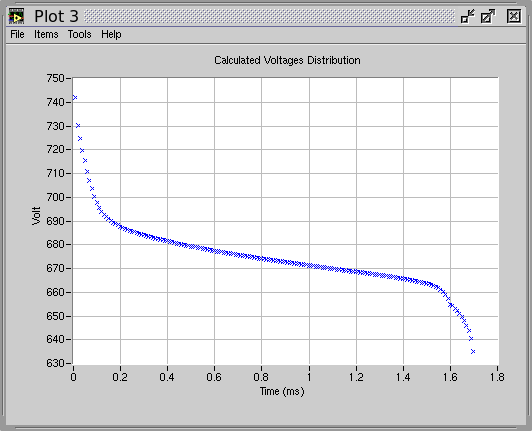 Plot 3
File Items Tools Help
Calculated Voltages Distribution
750
740
730
720
710
700
690
680
670
660
650
640
630
Volt
0 0.2 0.4 0.6 0.8 1 1.2 1.4 1.6 1.8
Time (ms)